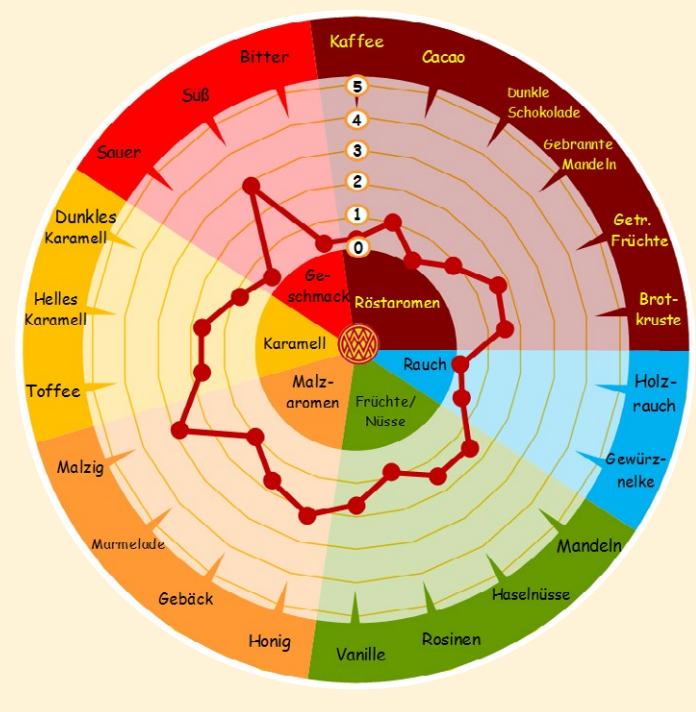 Kaffee
Cacao
Dunkle
Schokolade
Gebrannte
Mandeln
Getr.
Früchte
Brot-
kruste
Holz-
rauch
Gewürz-
nelke
Mandeln
Haselnüsse
Rosinen
Vanille
Honig
Gebäck
Marmelade
Malzig
Toffee
Helles
Karamell
Dunkles
Karamell
Sauer
Süß
Bitter
5
4
3
2
1
0
Ge-
schmack
Röstaromen
Karamell
Rauch
Malz-
aromen
Früchte/
Nüsse